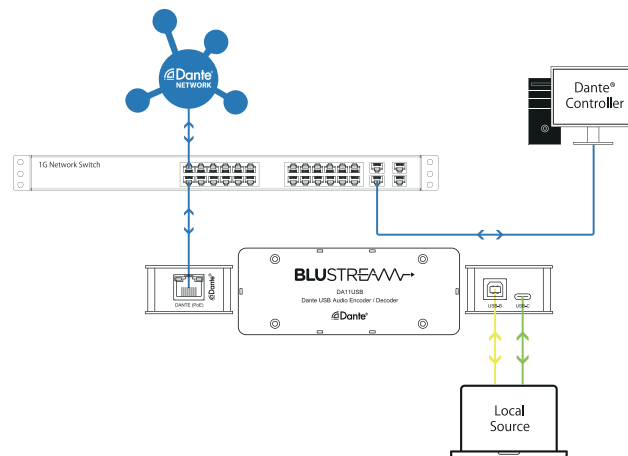 Dante®
NETWORK
Dante®
Controller
1G Network Switch
BLUSTREAM
DA11USB
Dante USB Audio Encoder / Decoder
Dante®
DANTE (PoE)
Dante®
USB-B
USB-C
Local
Source